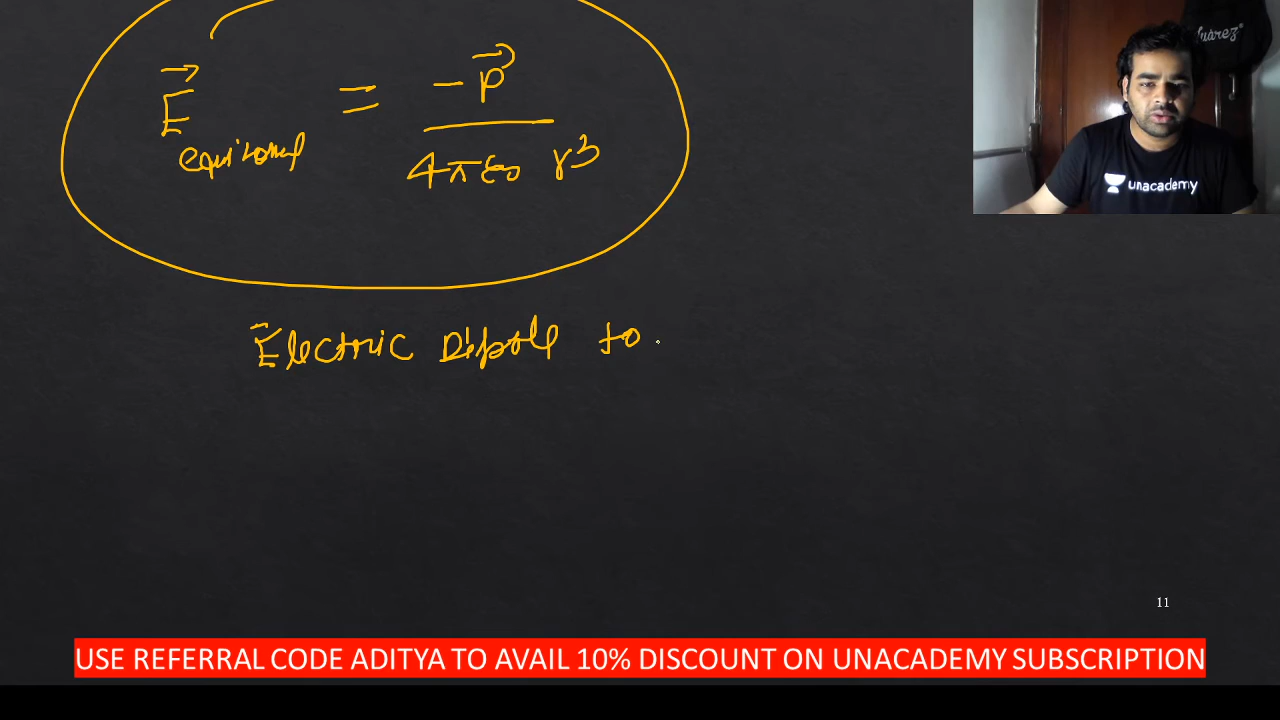 E⃗ equitorial = -p⃗ / 4πε₀ r³
Electric Dipole to
Suárez®
unacademy
11
USE REFERRAL CODE ADITYA TO AVAIL 10% DISCOUNT ON UNACADEMY SUBSCRIPTION